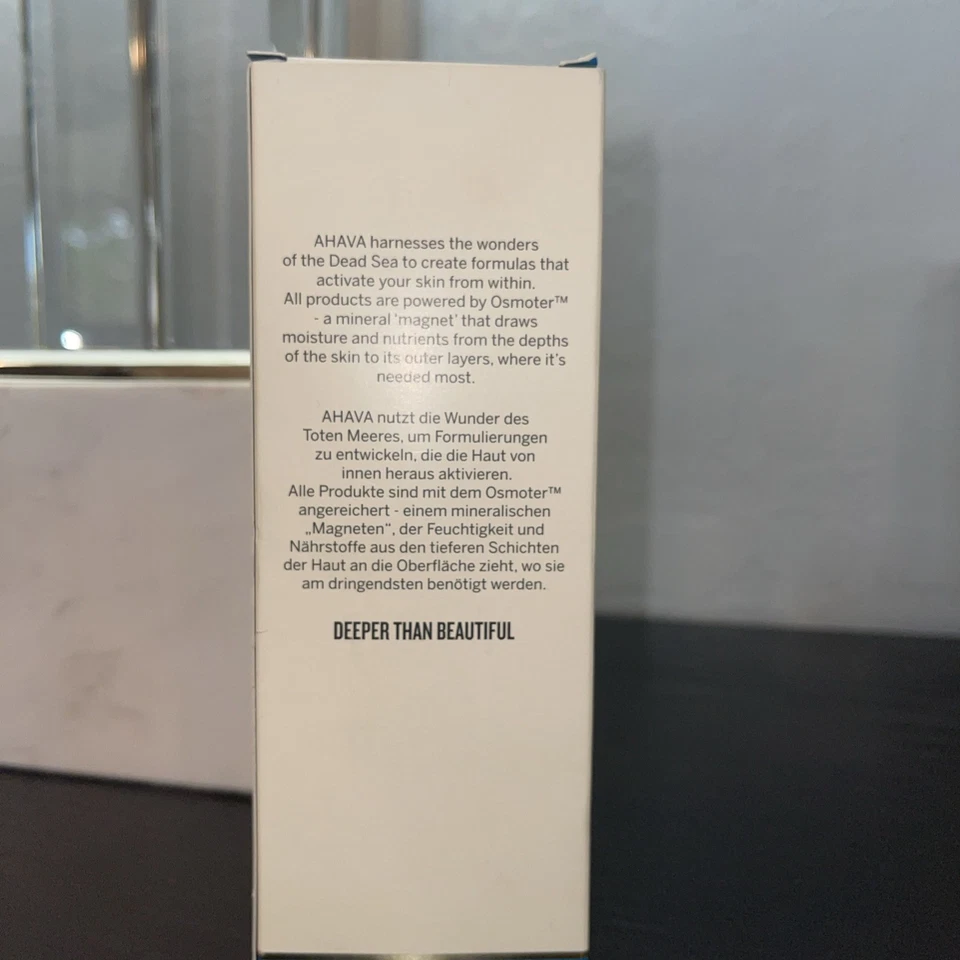 AHAVA harnesses the wonders
of the Dead Sea to create formulas that
activate your skin from within.
All products are powered by Osmoter™
- a mineral 'magnet' that draws
moisture and nutrients from the depths
of the skin to its outer layers, where it's
needed most.
AHAVA nutzt die Wunder des
Toten Meeres, um Formulierungen
zu entwickeln, die die Haut von
innen heraus aktivieren.
Alle Produkte sind mit dem Osmoter™
angereichert - einem mineralischen
„Magneten“, der Feuchtigkeit und
Nährstoffe aus den tieferen Schichten
der Haut an die Oberfläche zieht, wo sie
am dringendsten benötigt werden.
DEEPER THAN BEAUTIFUL